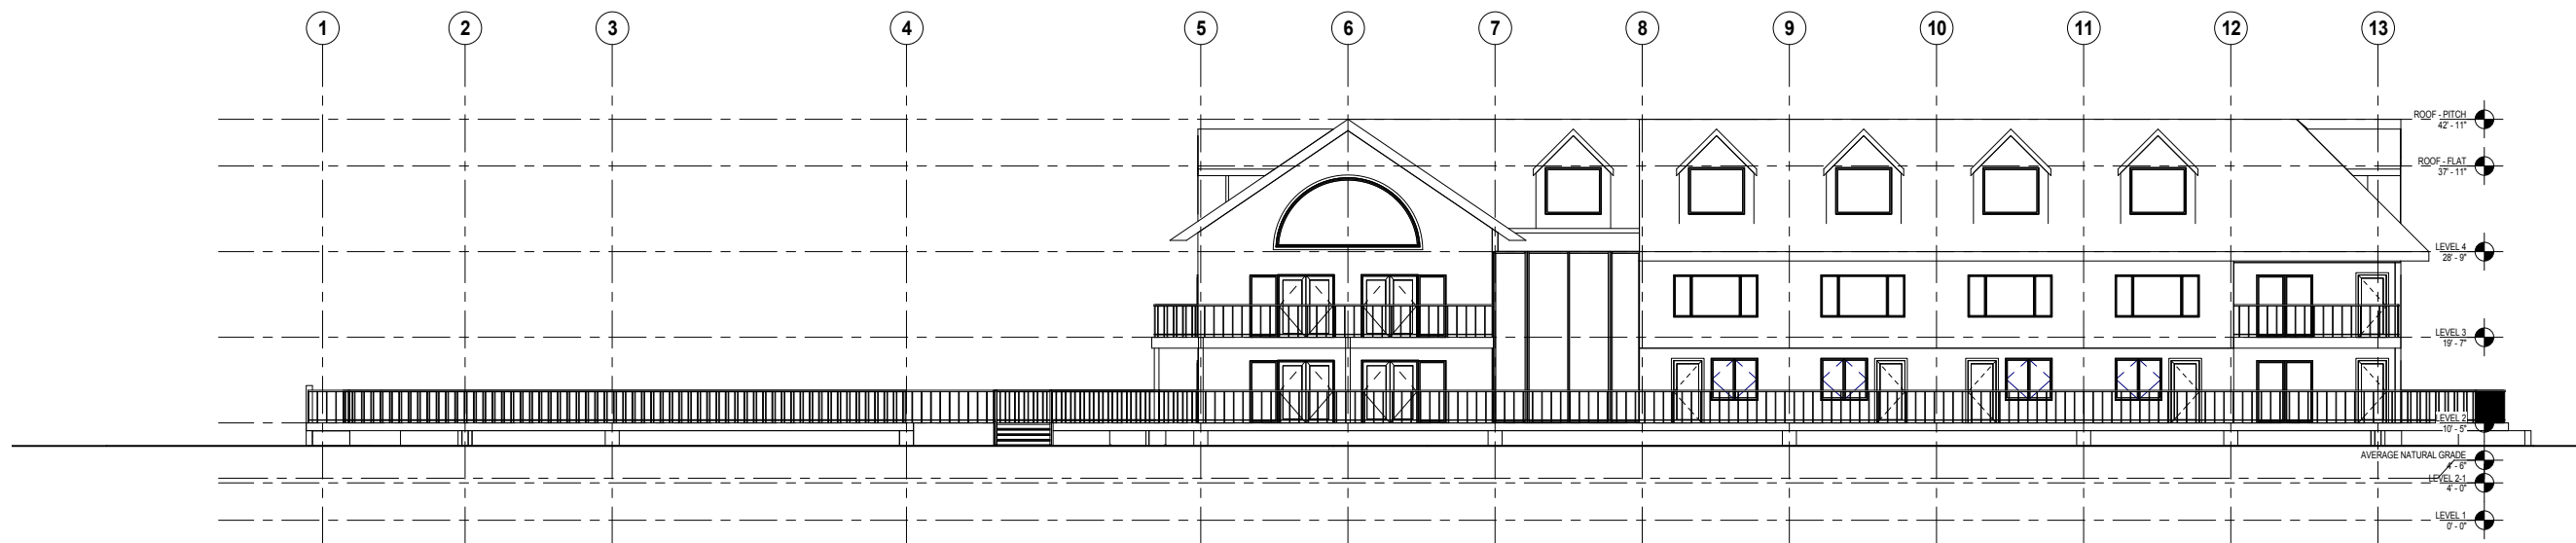 1 2 3 4 5 6 7 8 9 10 11 12 13
ROOF - PITCH
42' - 11"
ROOF - FLAT
37' - 11"
LEVEL 4
28' - 9"
LEVEL 3
19' - 7"
LEVEL 2
10' - 5"
AVERAGE NATURAL GRADE
4' - 6"
LEVEL 2-1
4' - 0"
LEVEL 1
0' - 0"